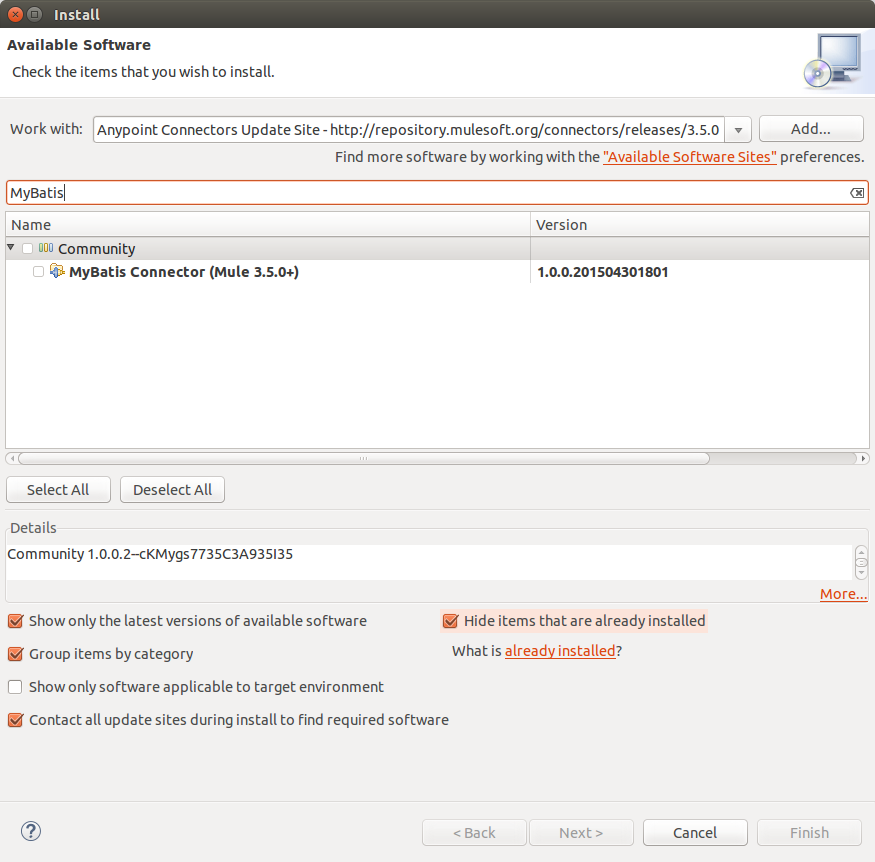 Install
Available Software
Check the items that you wish to install.
Work with: Anypoint Connectors Update Site - http://repository.mulesoft.org/connectors/releases/3.5.0 Add...
Find more software by working with the "Available Software Sites" preferences.
MyBatis
Name Version
Community
MyBatis Connector (Mule 3.5.0+) 1.0.0.201504301801
Select All Deselect All
Details
Community 1.0.0.2--cKMygs7735C3A935I35
More...
Show only the latest versions of available software Hide items that are already installed
Group items by category What is already installed?
Show only software applicable to target environment
Contact all update sites during install to find required software
? < Back Next > Cancel Finish